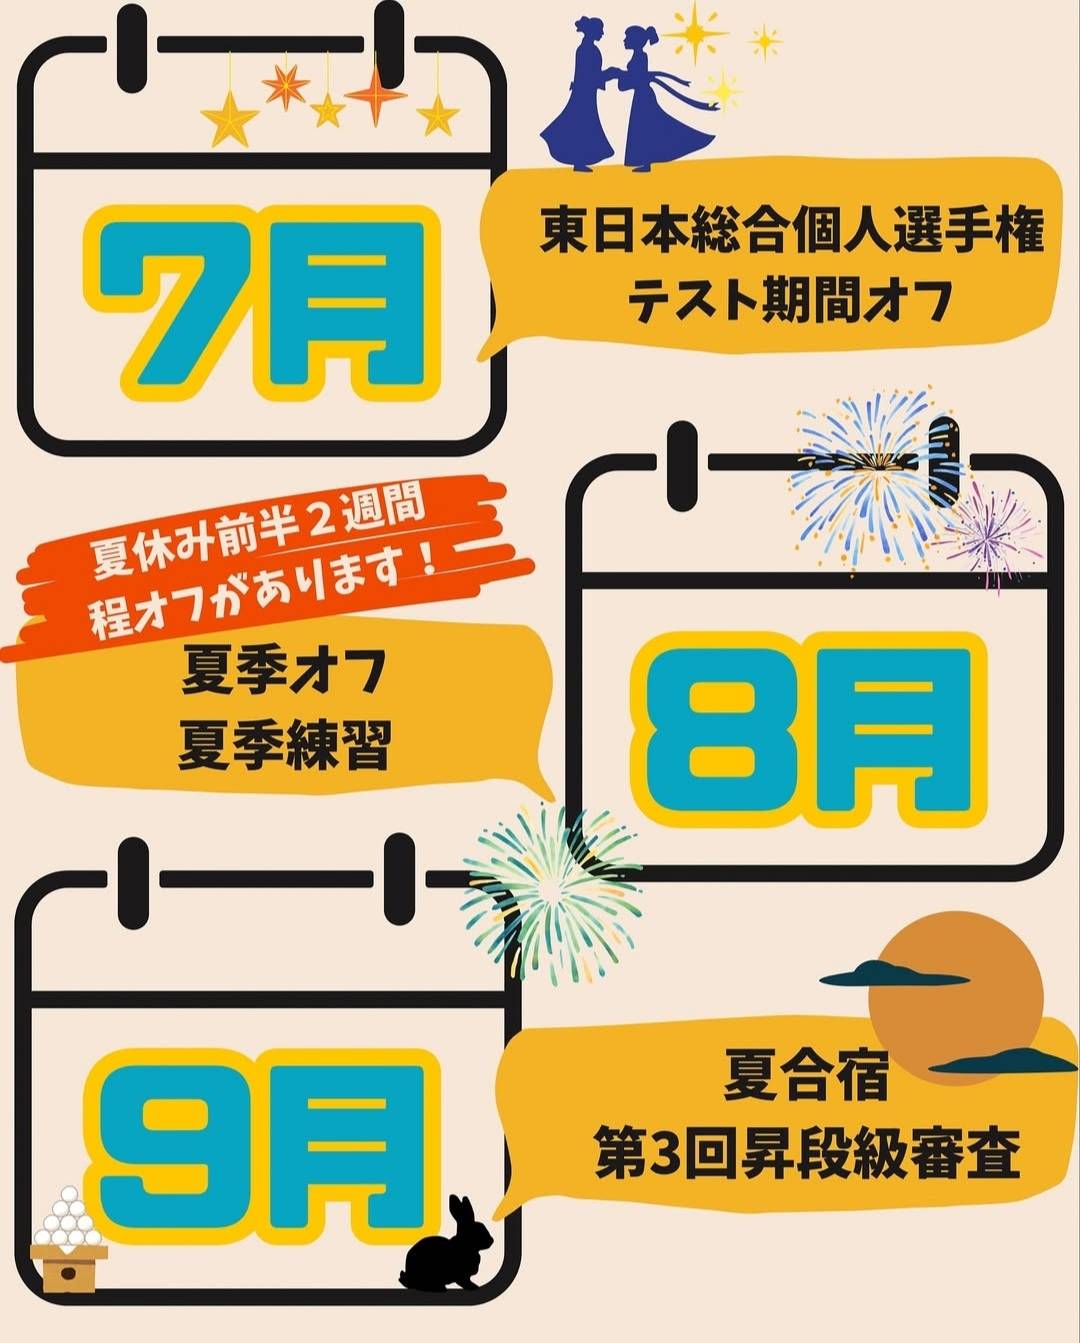 7月
東日本総合個人選手権
テスト期間オフ
夏休み前半２週間
程オフがあります！
夏季オフ
夏季練習
8月
9月
夏合宿
第3回昇段級審査